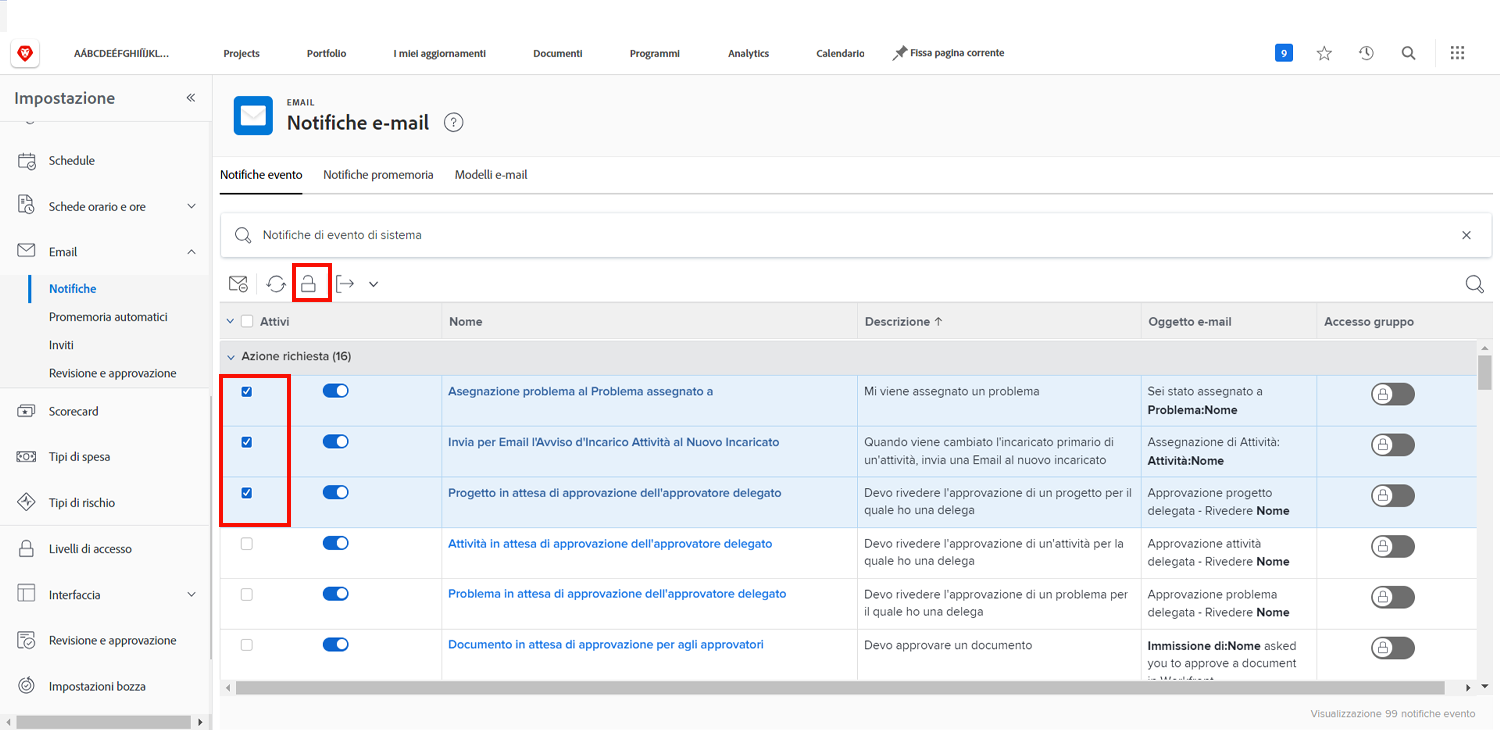 AÁBCDEÉFGHIÍÏJKL...
Projects
Portfolio
I miei aggiornamenti
Documenti
Programmi
Analytics
Calendario
Fissa pagina corrente
9
Impostazione
Schedule
Schede orario e ore
Email
Notifiche
Promemoria automatici
Inviti
Revisione e approvazione
Scorecard
Tipi di spesa
Tipi di rischio
Livelli di accesso
Interfaccia
Revisione e approvazione
Impostazioni bozza
EMAIL
Notifiche e-mail
?
Notifiche evento
Notifiche promemoria
Modelli e-mail
Notifiche di evento di sistema
Attivi
Nome
Descrizione ↑
Oggetto e-mail
Accesso gruppo
Azione richiesta (16)
Asegnazione problema al Problema assegnato a
Mi viene assegnato un problema
Sei stato assegnato a
Problema:Nome
Invia per Email l'Avviso d'Incarico Attività al Nuovo Incaricato
Quando viene cambiato l'incaricato primario di
un'attività, invia una Email al nuovo incaricato
Assegnazione di Attività:
Attività:Nome
Progetto in attesa di approvazione dell'approvatore delegato
Devo rivedere l'approvazione di un progetto per il
quale ho una delega
Approvazione progetto
delegata - Rivedere Nome
Attività in attesa di approvazione dell'approvatore delegato
Devo rivedere l'approvazione di un'attività per la
quale ho una delega
Approvazione attività
delegata - Rivedere Nome
Problema in attesa di approvazione dell'approvatore delegato
Devo rivedere l'approvazione di un problema per
il quale ho una delega
Approvazione problema
delegata - Rivedere Nome
Documento in attesa di approvazione per agli approvatori
Devo approvare un documento
Immissione di:Nome asked
you to approve a document
in Workfront
Visualizzazione 99 notifiche evento